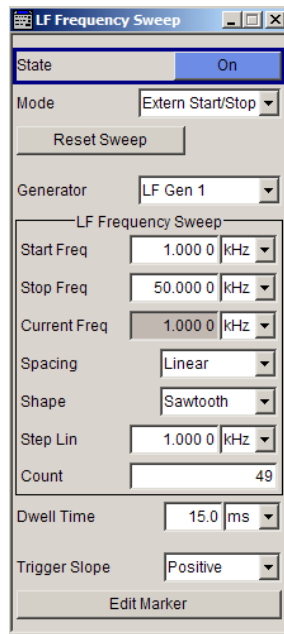 LF Frequency Sweep
State On
Mode Extern Start/Stop
Reset Sweep
Generator LF Gen 1
LF Frequency Sweep
Start Freq 1.000 0 kHz
Stop Freq 50.000 0 kHz
Current Freq 1.000 0 kHz
Spacing Linear
Shape Sawtooth
Step Lin 1.000 0 kHz
Count 49
Dwell Time 15.0 ms
Trigger Slope Positive
Edit Marker